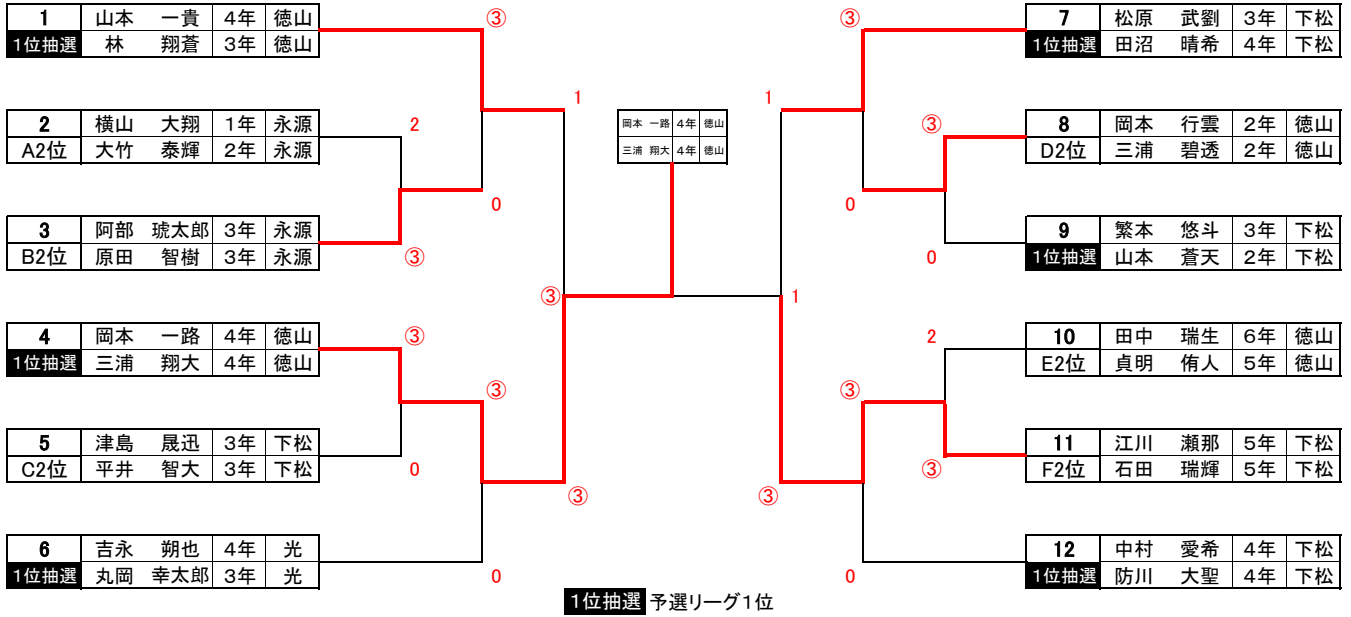 1 山本 一貴 4年 徳山
1位抽選 林 翔蒼 3年 徳山
2 横山 大翔 1年 永源
A2位 大竹 泰輝 2年 永源
3 阿部 琥太郎 3年 永源
B2位 原田 智樹 3年 永源
4 岡本 一路 4年 徳山
1位抽選 三浦 翔大 4年 徳山
5 津島 晟迅 3年 下松
C2位 平井 智大 3年 下松
6 吉永 朔也 4年 光
1位抽選 丸岡 幸太郎 3年 光
③
2
③
③
0
1
0
③
0
③
③
岡本 一路 4年 徳山
三浦 翔大 4年 徳山
1
1
③
③
0
③
0
③
0
2
③
7 松原 武劉 3年 下松
1位抽選 田沼 晴希 4年 下松
8 岡本 行雲 2年 徳山
D2位 三浦 碧透 2年 徳山
9 繁本 悠斗 3年 下松
1位抽選 山本 蒼天 2年 下松
10 田中 瑞生 6年 徳山
E2位 貞明 侑人 5年 徳山
11 江川 瀬那 5年 下松
F2位 石田 瑞輝 5年 下松
12 中村 愛希 4年 下松
1位抽選 防川 大聖 4年 下松
1位抽選 予選リーグ1位